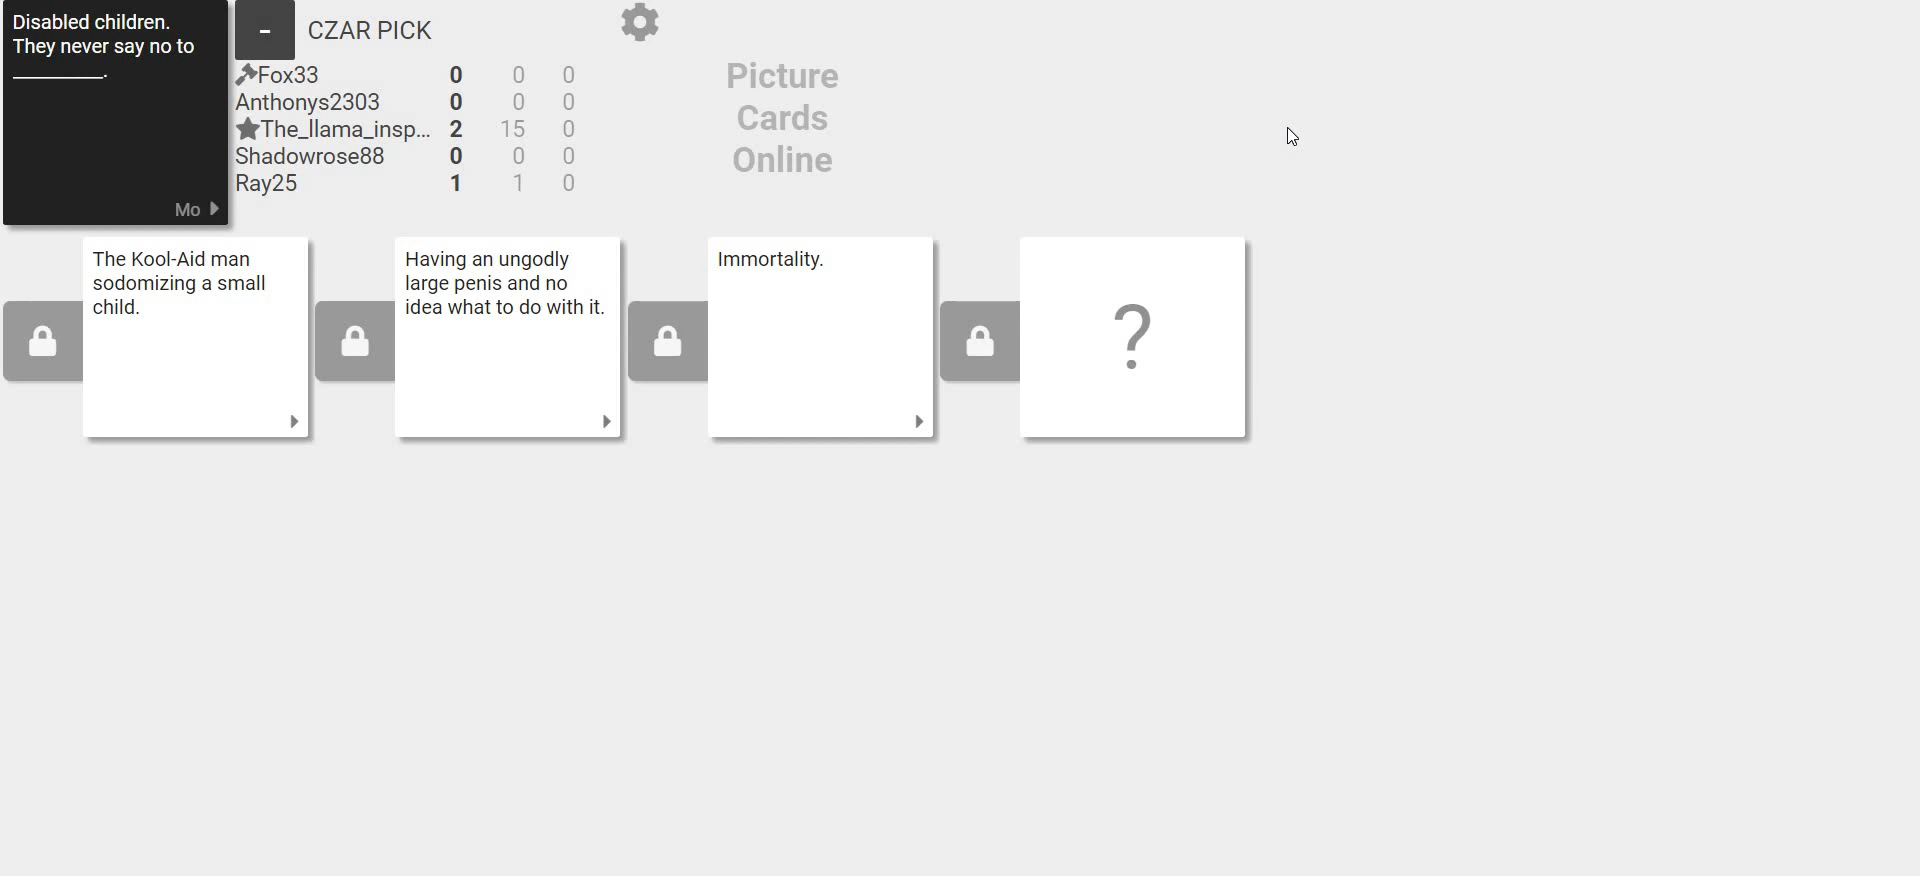 Disabled children.
They never say no to
_________.
Mo
-
CZAR PICK
Fox33 0 0 0
Anthonys2303 0 0 0
The_llama_insp... 2 15 0
Shadowrose88 0 0 0
Ray25 1 1 0
Picture
Cards
Online
The Kool-Aid man
sodomizing a small
child.
Having an ungodly
large penis and no
idea what to do with it.
Immortality.
?